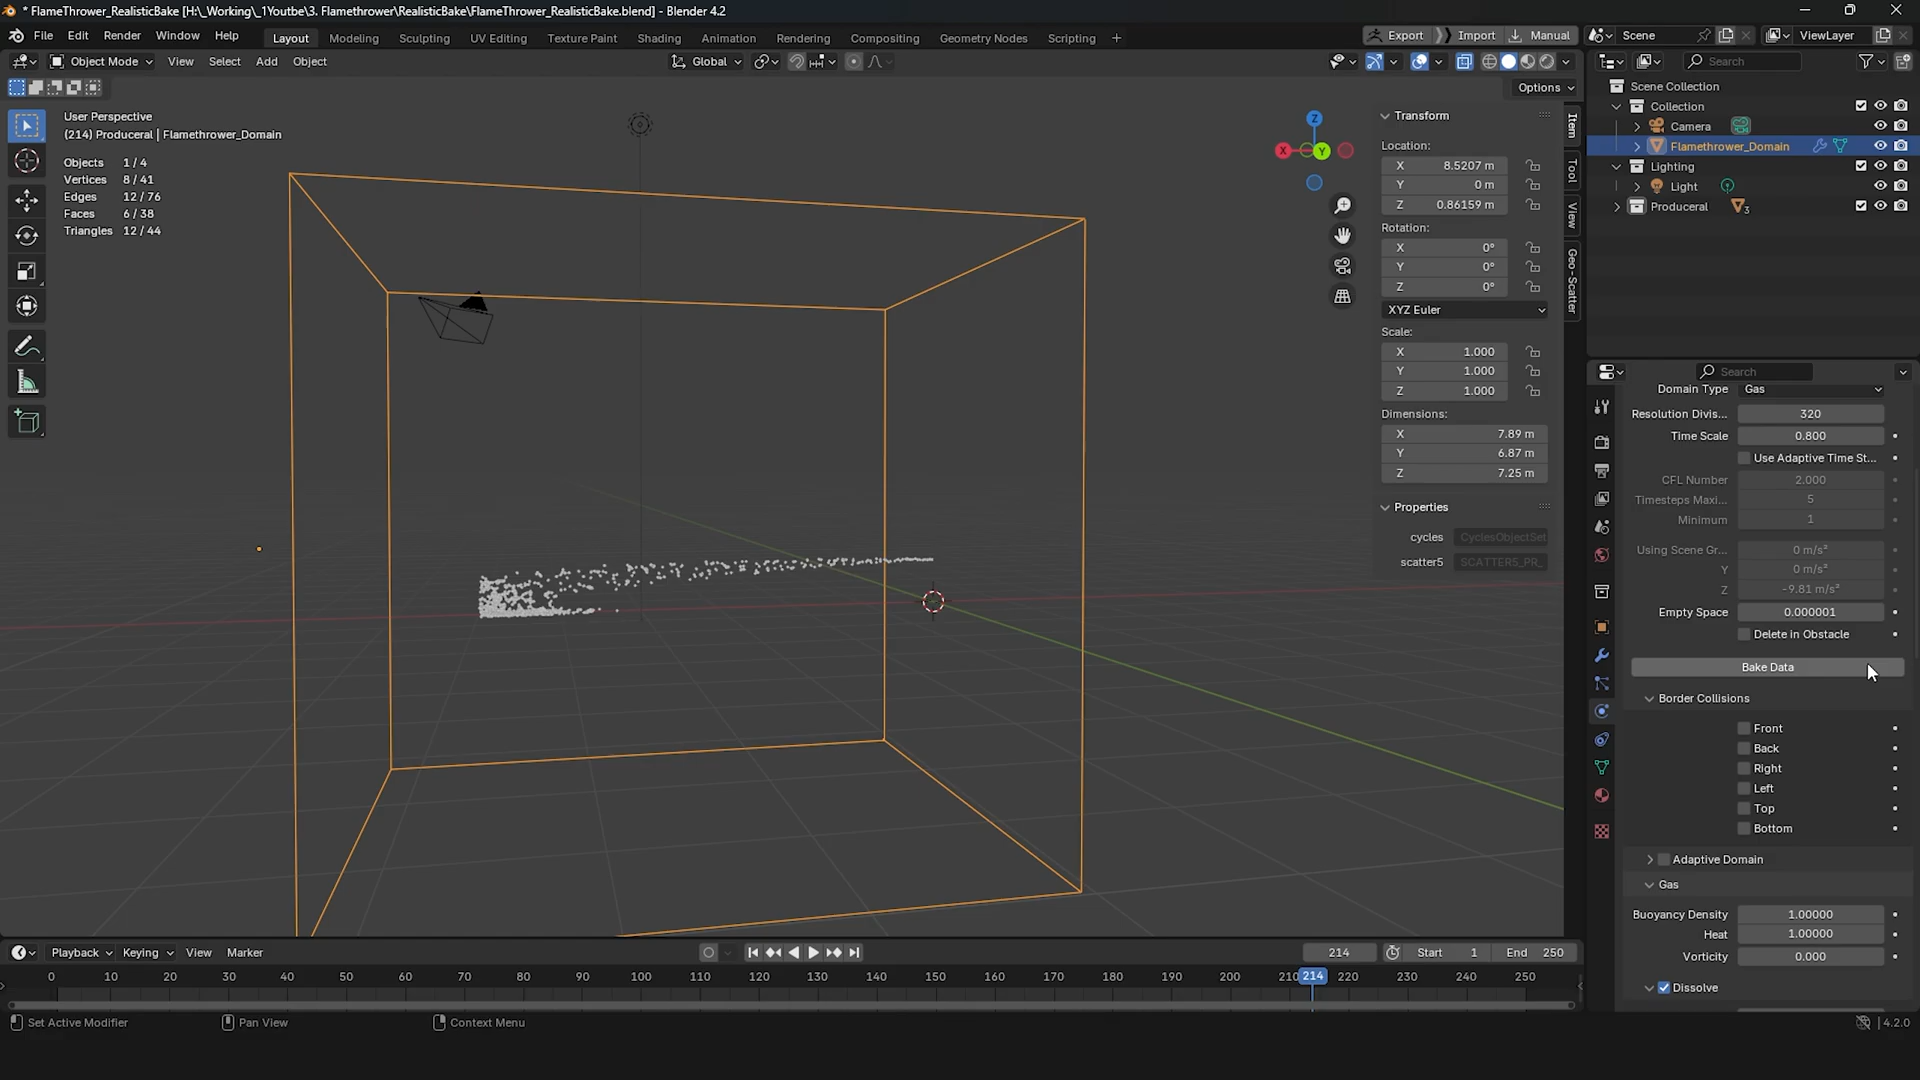 * FlameThrower_RealisticBake [H:\_Working\_1Youtbe\3. Flamethrower\RealisticBake\FlameThrower_RealisticBake.blend] - Blender 4.2
File Edit Render Window Help
Layout Modeling Sculpting UV Editing Texture Paint Shading Animation Rendering Compositing Geometry Nodes Scripting +
Export Import Manual
Scene ViewLayer
Object Mode View Select Add Object
Global
Search
Options
User Perspective
(214) Produceral | Flamethrower_Domain
Objects 1/4
Vertices 8/41
Edges 12/76
Faces 6/38
Triangles 12/44
Z
X
Y
Transform
Location:
X 8.5207 m
Y 0 m
Z 0.86159 m
Rotation:
X 0°
Y 0°
Z 0°
XYZ Euler
Scale:
X 1.000
Y 1.000
Z 1.000
Dimensions:
X 7.89 m
Y 6.87 m
Z 7.25 m
Properties
cycles CyclesObjectSet
scatter5 SCATTER5_PR_
Item
Tool
View
Geo-Scatter
Scene Collection
Collection
Camera
Flamethrower_Domain
Lighting
Light
Produceral 3
Search
Domain Type Gas
Resolution Divis... 320
Time Scale 0.800
Use Adaptive Time St...
CFL Number 2.000
Timesteps Maxi... 5
Minimum 1
Using Scene Gr... 0 m/s²
Y 0 m/s²
Z -9.81 m/s²
Empty Space 0.000001
Delete in Obstacle
Bake Data
Border Collisions
Front
Back
Right
Left
Top
Bottom
Adaptive Domain
Gas
Buoyancy Density 1.00000
Heat 1.00000
Vorticity 0.000
Dissolve
Playback Keying View Marker
214 Start 1 End 250
0 10 20 30 40 50 60 70 80 90 100 110 120 130 140 150 160 170 180 190 200 210 214 220 230 240 250
Set Active Modifier Pan View Context Menu
4.2.0